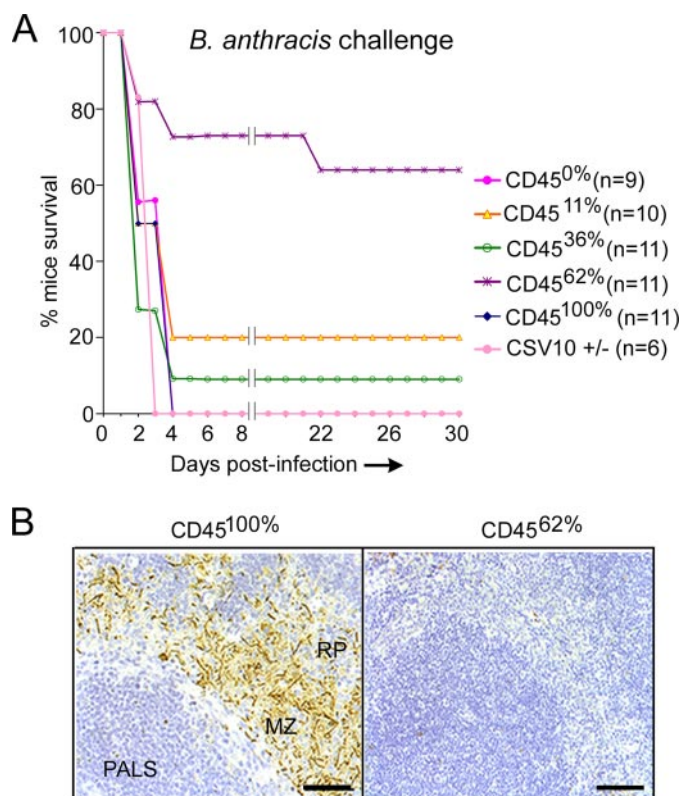 A
B. anthracis challenge
% mice survival
100
80
60
40
20
0
0 2 4 6 8 22 26 30
Days post-infection
CD45 0% (n=9)
CD45 11% (n=10)
CD45 36% (n=11)
CD45 62% (n=11)
CD45 100% (n=11)
CSV10 +/- (n=6)
B
CD45 100% CD45 62%
RP
MZ
PALS